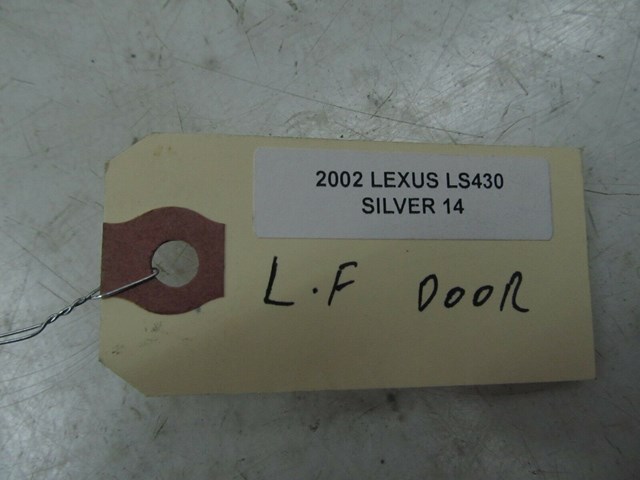 2002 LEXUS LS430
SILVER 14
L.F DOOR